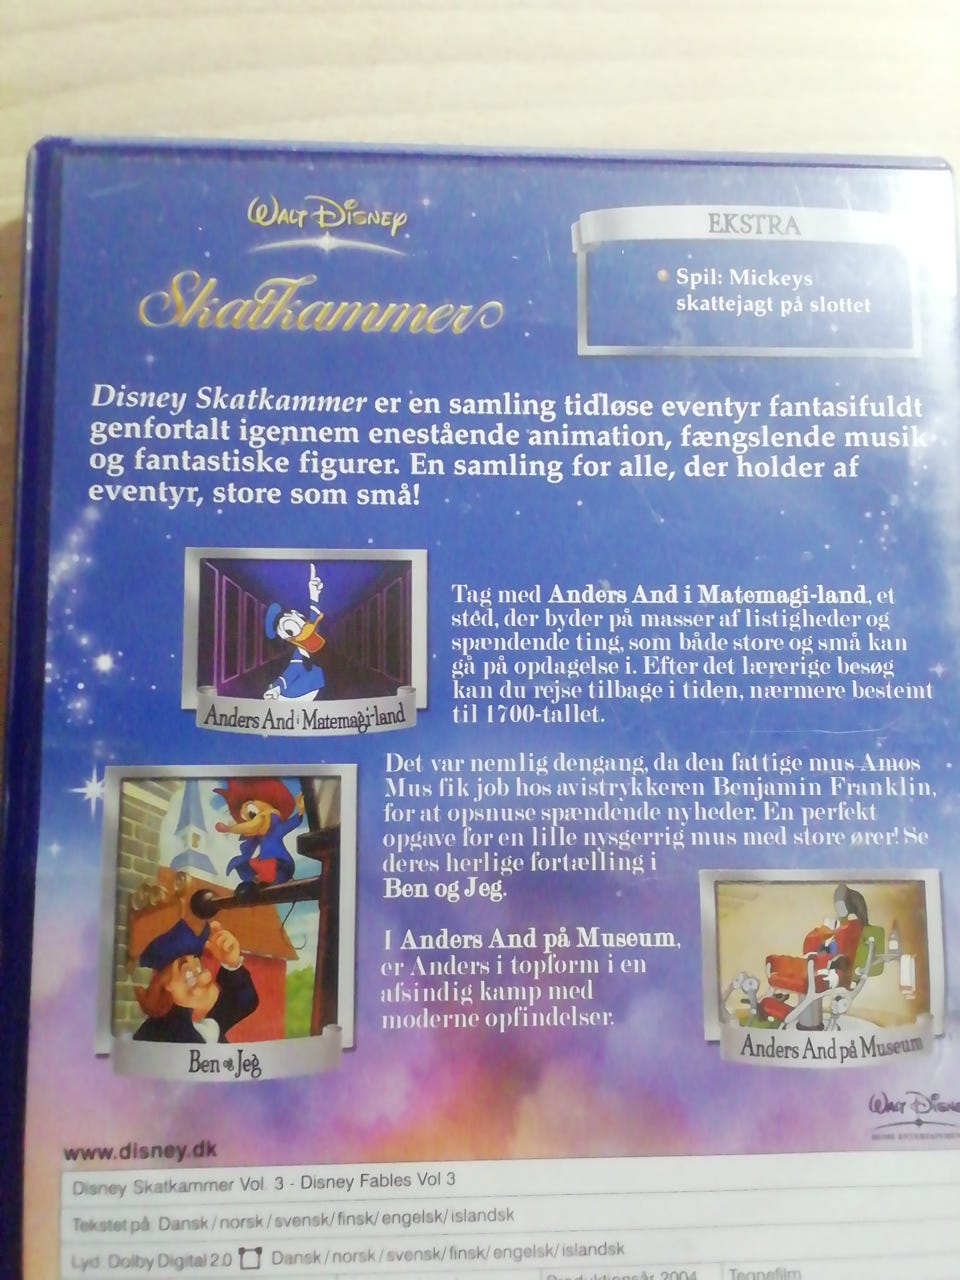 WALT DISNEY
Skatkammer
EKSTRA
Spil: Mickeys
skattejagt på slottet
Disney Skatkammer er en samling tidløse eventyr fantasifuldt
genfortalt igennem enestående animation, fængslende musik
og fantastiske figurer. En samling for alle, der holder af
eventyr, store som små!
Anders And i Matemagi-land
Tag med Anders And i Matemagi-land, et
sted, der byder på masser af listigheder og
spændende ting, som både store og små kan
gå på opdagelse i. Efter det lærerige besøg
kan du rejse tilbage i tiden, nærmere bestemt
til 1700-tallet.
Det var nemlig dengang, da den fattige mus Amos
Mus fik job hos avistrykkeren Benjamin Franklin,
for at opsnuse spændende nyheder. En perfekt
opgave for en lille nysgerrig mus med store ører! Se
deres herlige fortælling i
Ben og Jeg.
Ben og Jeg
I Anders And på Museum,
er Anders i topform i en
afsindig kamp med
moderne opfindelser.
Anders And på Museum
WALT DISNEY
HOME ENTERTAINMENT
www.disney.dk
Disney Skatkammer Vol. 3 - Disney Fables Vol 3
Tekstet på: Dansk/norsk/svensk/finsk/engelsk/islandsk
Lyd: Dolby Digital 2.0 Dansk/norsk/svensk/finsk/engelsk/islandsk
Produktionsår 2004 Tegnefilm